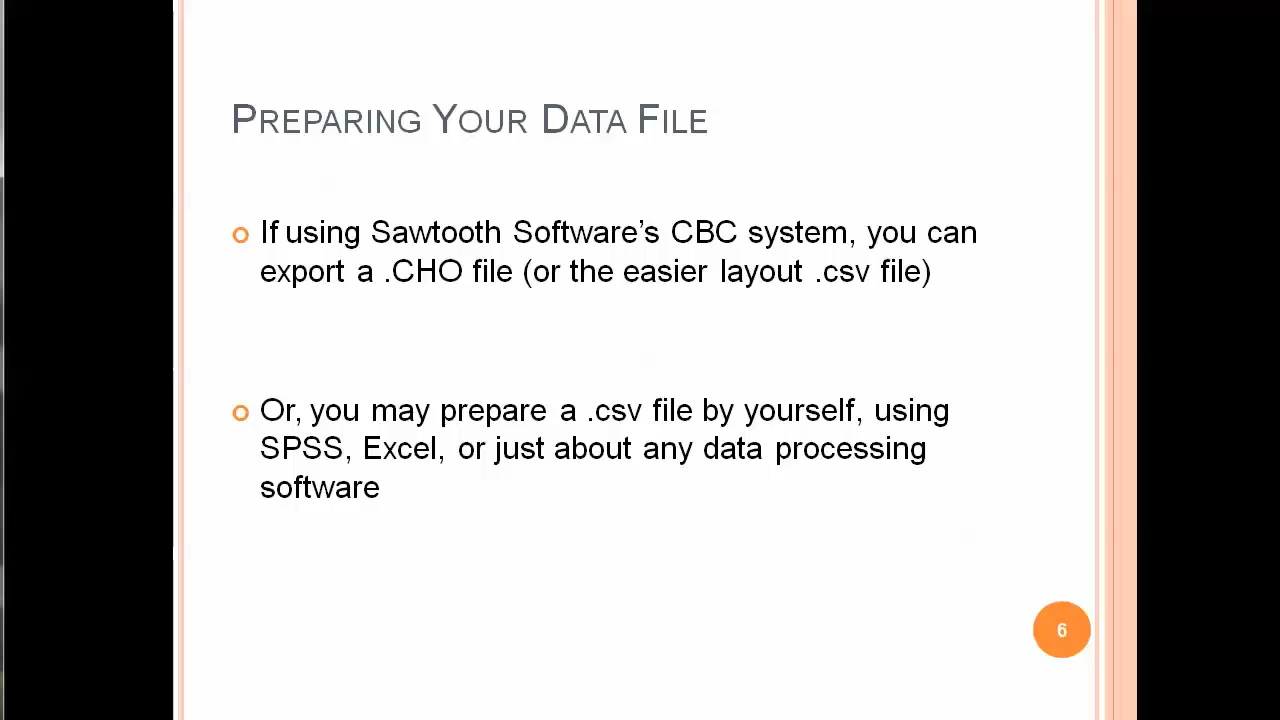 PREPARING YOUR DATA FILE
If using Sawtooth Software's CBC system, you can
export a .CHO file (or the easier layout .csv file)
Or, you may prepare a .csv file by yourself, using
SPSS, Excel, or just about any data processing
software
6